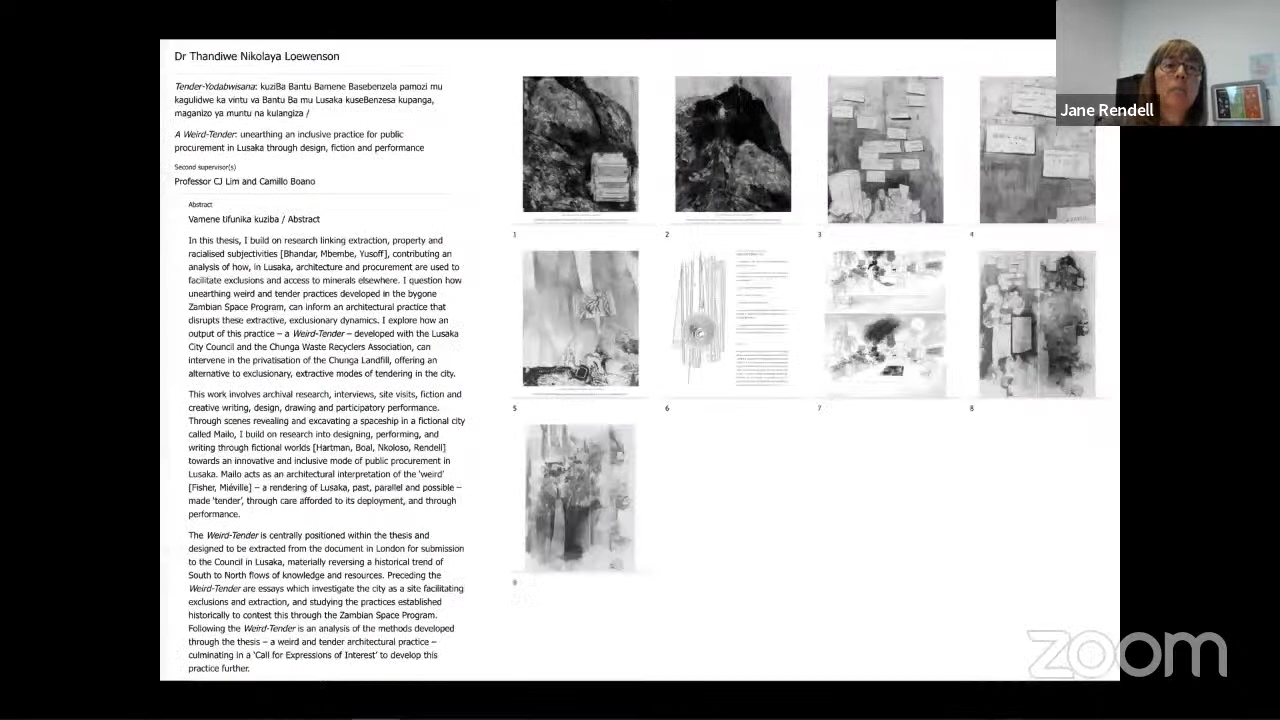 Dr Thandiwe Nikolaya Loewenson
Tender-Yodabwisana: kuziBa Bantu Bamene Basebenzela pamozi mu
kagulidwe ka vintu va Bantu Ba mu Lusaka kuseBenzesa kupanga,
maganizo ya muntu na kulangiza /
A Weird-Tender: unearthing an inclusive practice for public
procurement in Lusaka through design, fiction and performance
Second supervisor(s)
Professor CJ Lim and Camillo Boano
Abstract
Vamene tifunika kuziba / Abstract
In this thesis, I build on research linking extraction, property and
racialised subjectivities [Bhandar, Mbembe, Yusoff], contributing an
analysis of how, in Lusaka, architecture and procurement are used to
facilitate exclusions and access to minerals elsewhere. I question how
unearthing weird and tender practices developed in the bygone
Zambian Space Program, can inform an architectural practice that
disrupts these extractive, exclusionary dynamics. I explore how an
output of this practice – a Weird-Tender – developed with the Lusaka
City Council and the Chunga Waste Recyclers Association, can
intervene in the privatisation of the Chunga Landfill, offering an
alternative to exclusionary, extractive modes of tendering in the city.
This work involves archival research, interviews, site visits, fiction and
creative writing, design, drawing and participatory performance.
Through scenes revealing and excavating a spaceship in a fictional city
called Mailo, I build on research into designing, performing, and
writing through fictional worlds [Hartman, Boal, Nkoloso, Rendell]
towards an innovative and inclusive mode of public procurement in
Lusaka. Mailo acts as an architectural interpretation of the 'weird'
[Fisher, Miéville] – a rendering of Lusaka, past, parallel and possible –
made 'tender', through care afforded to its deployment, and through
performance.
The Weird-Tender is centrally positioned within the thesis and
designed to be extracted from the document in London for submission
to the Council in Lusaka, materially reversing a historical trend of
South to North flows of knowledge and resources. Preceding the
Weird-Tender are essays which investigate the city as a site facilitating
exclusions and extraction, and studying the practices established
historically to contest this through the Zambian Space Program.
Following the Weird-Tender is an analysis of the methods developed
through the thesis – a weird and tender architectural practice –
culminating in a 'Call for Expressions of Interest' to develop this
practice further.
1
2
3
4
5
6
7
8
9
Jane Rendell
zoom